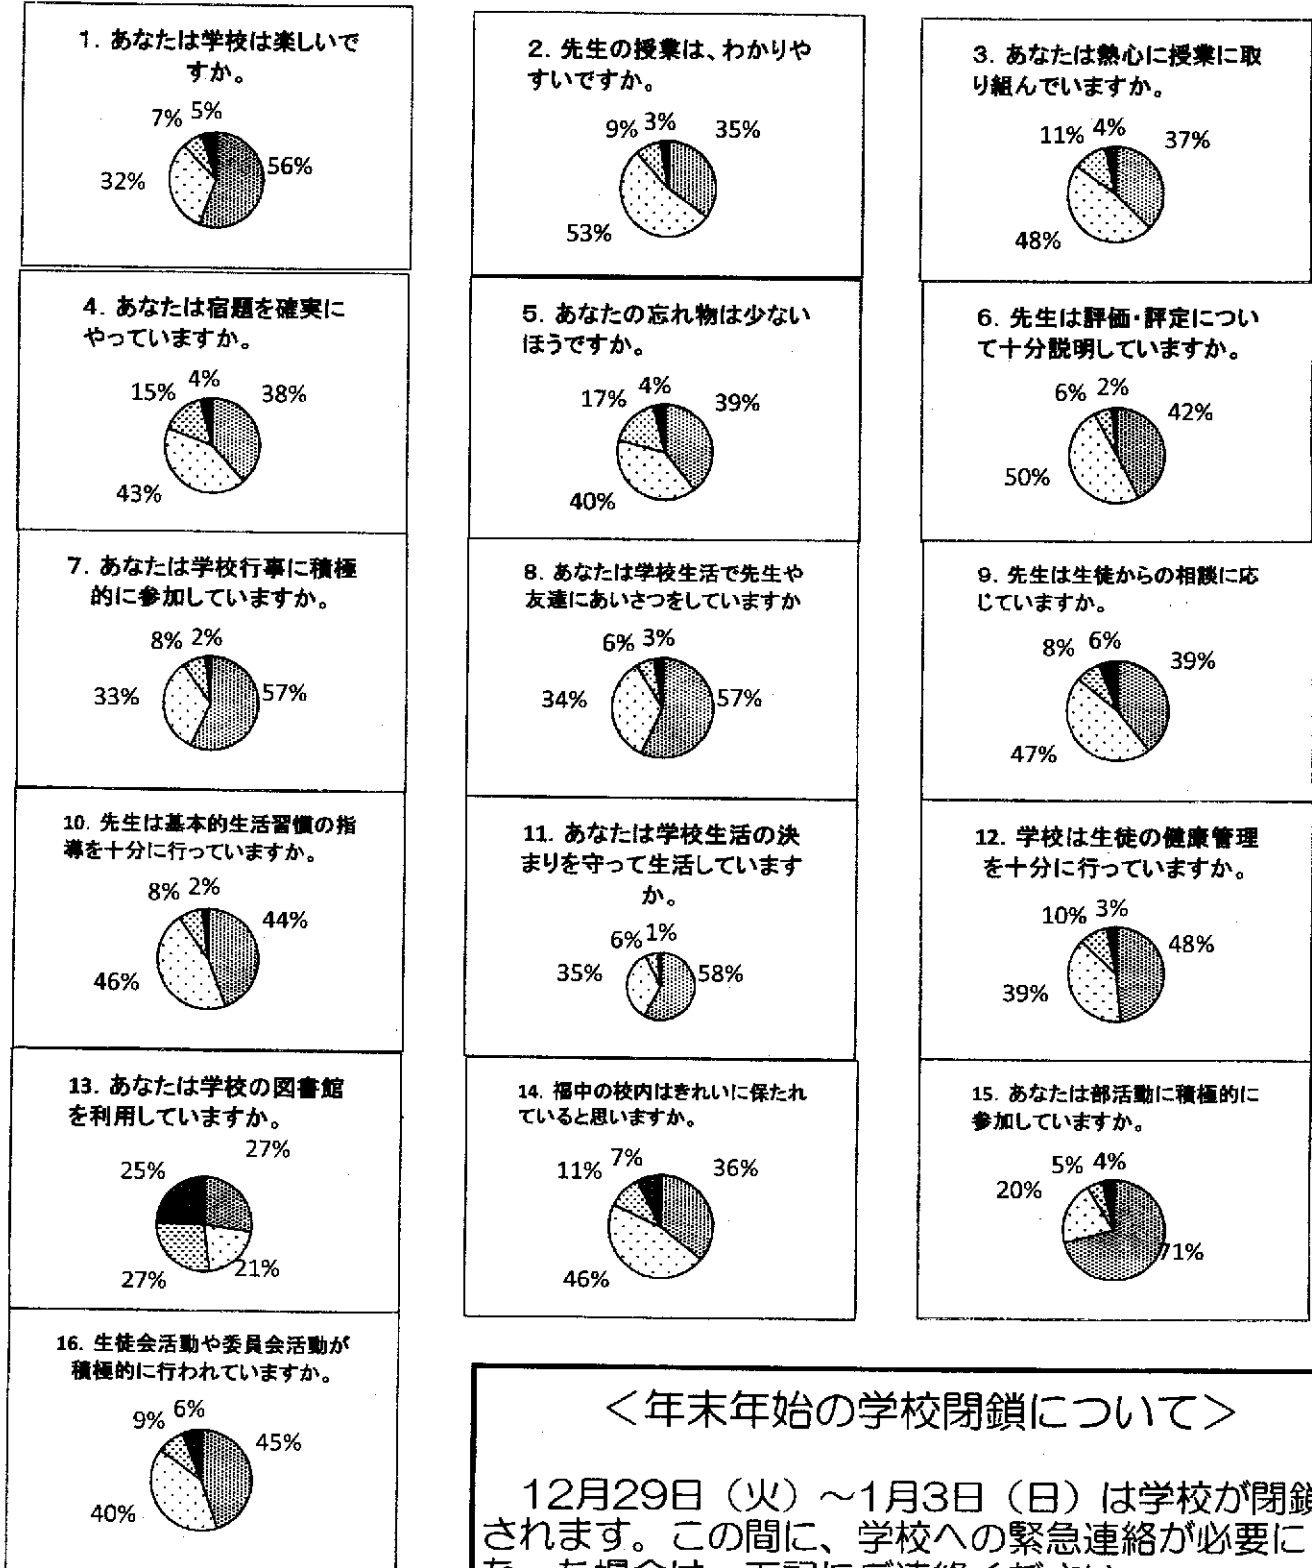 1. あなたは学校は楽しいで
すか。
7% 5%
32%
56%
2. 先生の授業は、わかりや
すいですか。
9% 3% 35%
53%
3. あなたは熱心に授業に取
り組んでいますか。
11% 4% 37%
48%
4. あなたは宿題を確実に
やっていますか。
15% 4% 38%
43%
5. あなたの忘れ物は少ない
ほうですか。
17% 4% 39%
40%
6. 先生は評価・評定につい
て十分説明していますか。
6% 2% 42%
50%
7. あなたは学校行事に積極
的に参加していますか。
8% 2%
33% 57%
8. あなたは学校生活で先生や
友達にあいさつをしていますか
6% 3%
34% 57%
9. 先生は生徒からの相談に応
じていますか。
8% 6% 39%
47%
10. 先生は基本的生活習慣の指
導を十分に行っていますか。
8% 2% 44%
46%
11. あなたは学校生活の決
まりを守って生活しています
か。
6% 1%
35% 58%
12. 学校は生徒の健康管理
を十分に行っていますか。
10% 3% 48%
39%
13. あなたは学校の図書館
を利用していますか。
25% 27%
27% 21%
14. 福中の校内はきれいに保たれ
ていると思いますか。
11% 7% 36%
46%
15. あなたは部活動に積極的に
参加していますか。
5% 4%
20%
71%
16. 生徒会活動や委員会活動が
積極的に行われていますか。
9% 6% 45%
40%
＜年末年始の学校閉鎖について＞
12月29日（火）～1月3日（日）は学校が閉鎖
されます。この間に、学校への緊急連絡が必要に